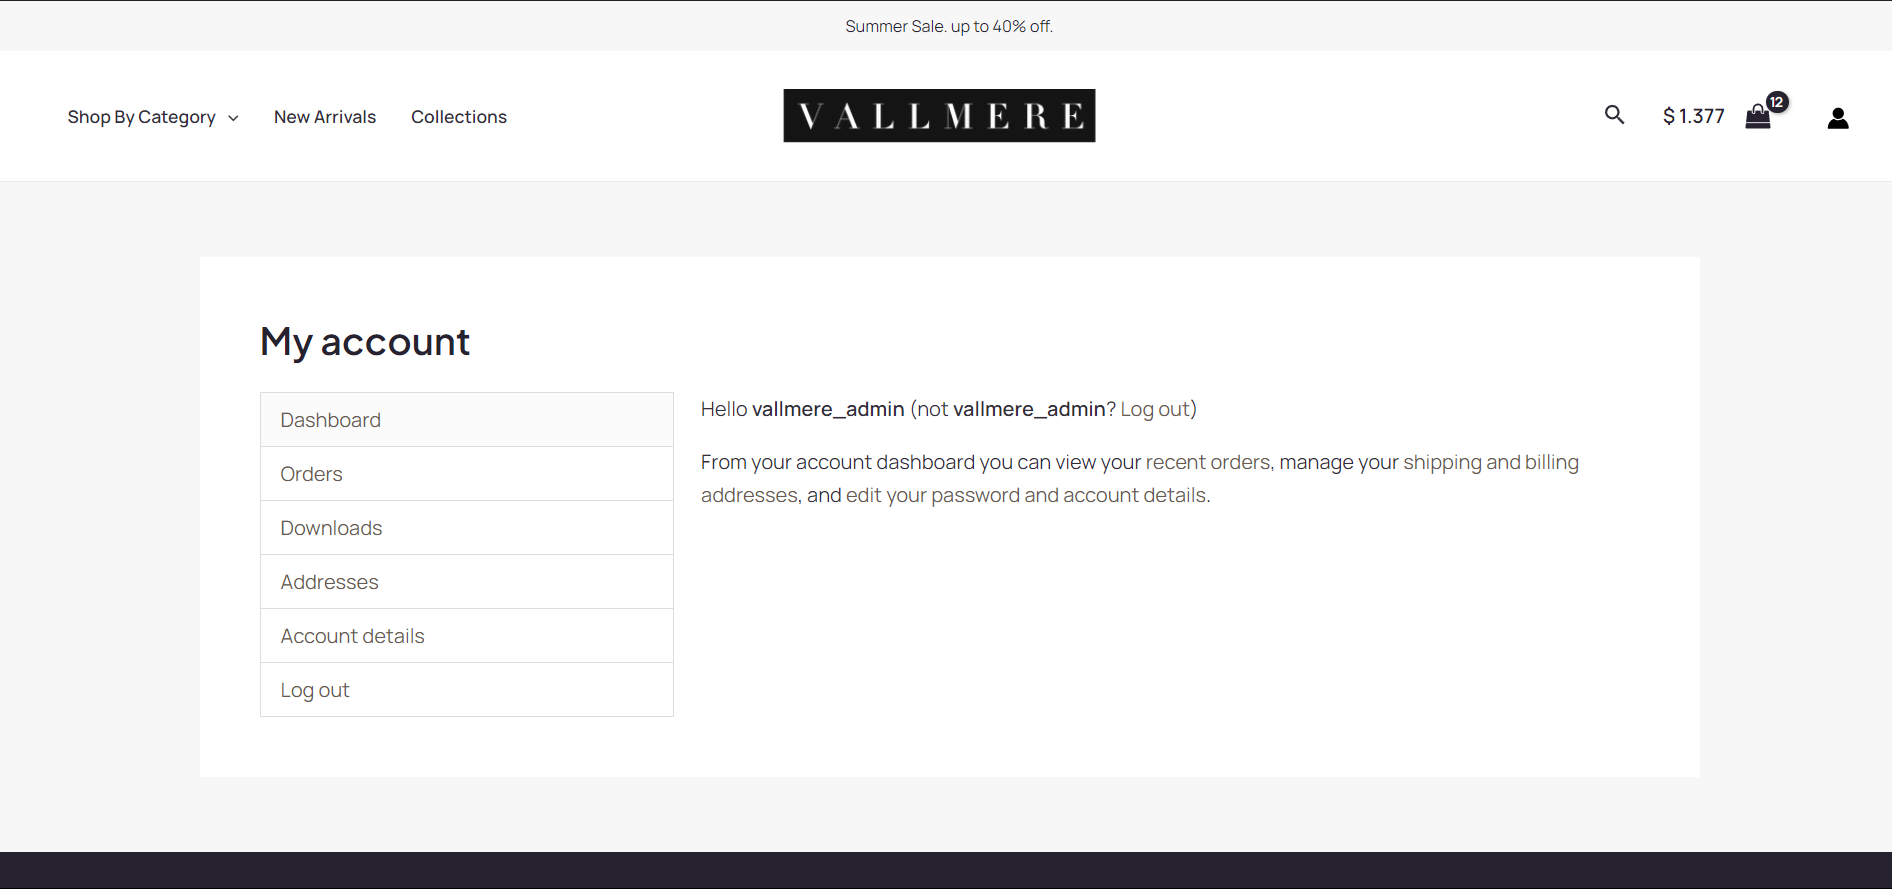 Summer Sale. up to 40% off.
Shop By Category
New Arrivals
Collections
VALLMERE
$ 1.377
12
My account
Dashboard
Orders
Downloads
Addresses
Account details
Log out
Hello vallmere_admin (not vallmere_admin? Log out)
From your account dashboard you can view your recent orders, manage your shipping and billing
addresses, and edit your password and account details.